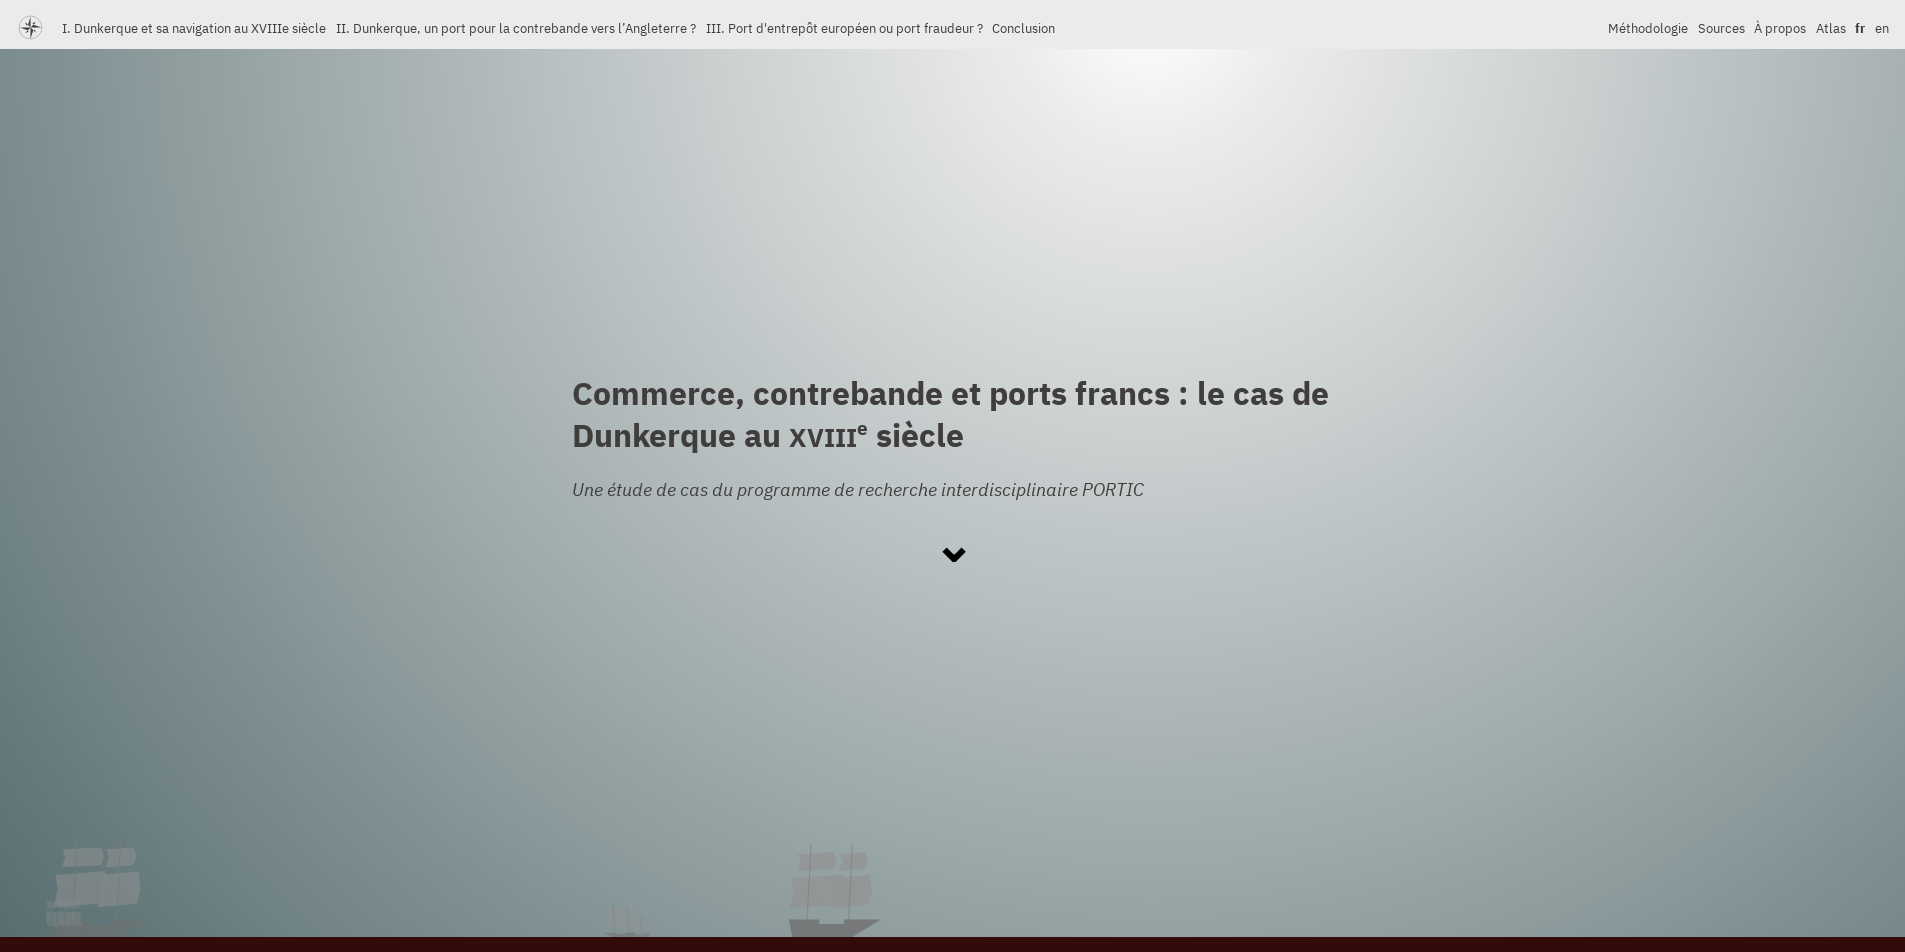 I. Dunkerque et sa navigation au XVIIIe siècle II. Dunkerque, un port pour la contrebande vers l’Angleterre ? III. Port d'entrepôt européen ou port fraudeur ? Conclusion Méthodologie Sources À propos Atlas fr en
Commerce, contrebande et ports francs : le cas de
Dunkerque au XVIIIe siècle
Une étude de cas du programme de recherche interdisciplinaire PORTIC